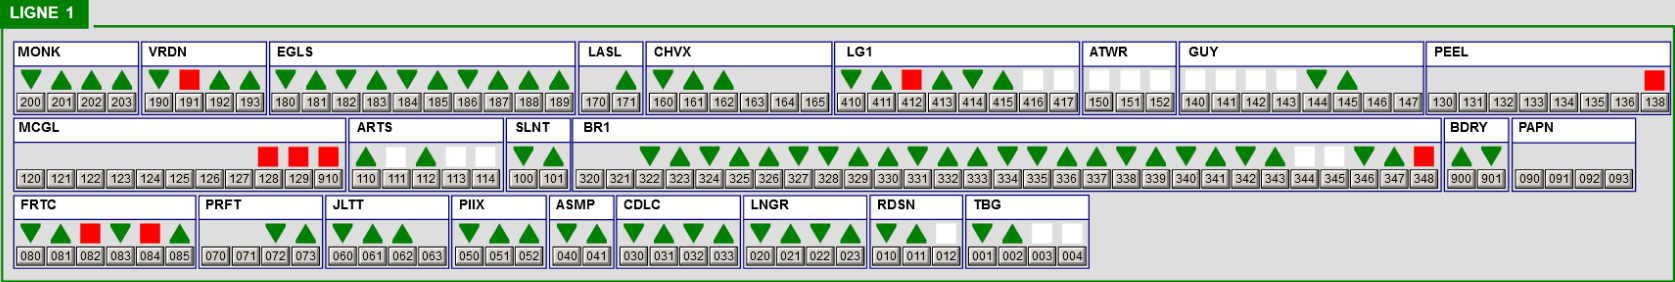 LIGNE 1
MONK VRDN EGLS LASL CHVX LG1 ATWR GUY PEEL
200 201 202 203 190 191 192 193 180 181 182 183 184 185 186 187 188 189 170 171 160 161 162 163 164 165 410 411 412 413 414 415 416 417 150 151 152 140 141 142 143 144 145 146 147 130 131 132 133 134 135 136 138
MCGL ARTS SLNT BR1 BDRY PAPN
120 121 122 123 124 125 126 127 128 129 910 110 111 112 113 114 100 101 320 321 322 323 324 325 326 327 328 329 330 331 332 333 334 335 336 337 338 339 340 341 342 343 344 345 346 347 348 900 901 090 091 092 093
FRTC PRFT JLTT PIIX ASMP CDLC LNGR RDSN TBG
080 081 082 083 084 085 070 071 072 073 060 061 062 063 050 051 052 040 041 030 031 032 033 020 021 022 023 010 011 012 001 002 003 004